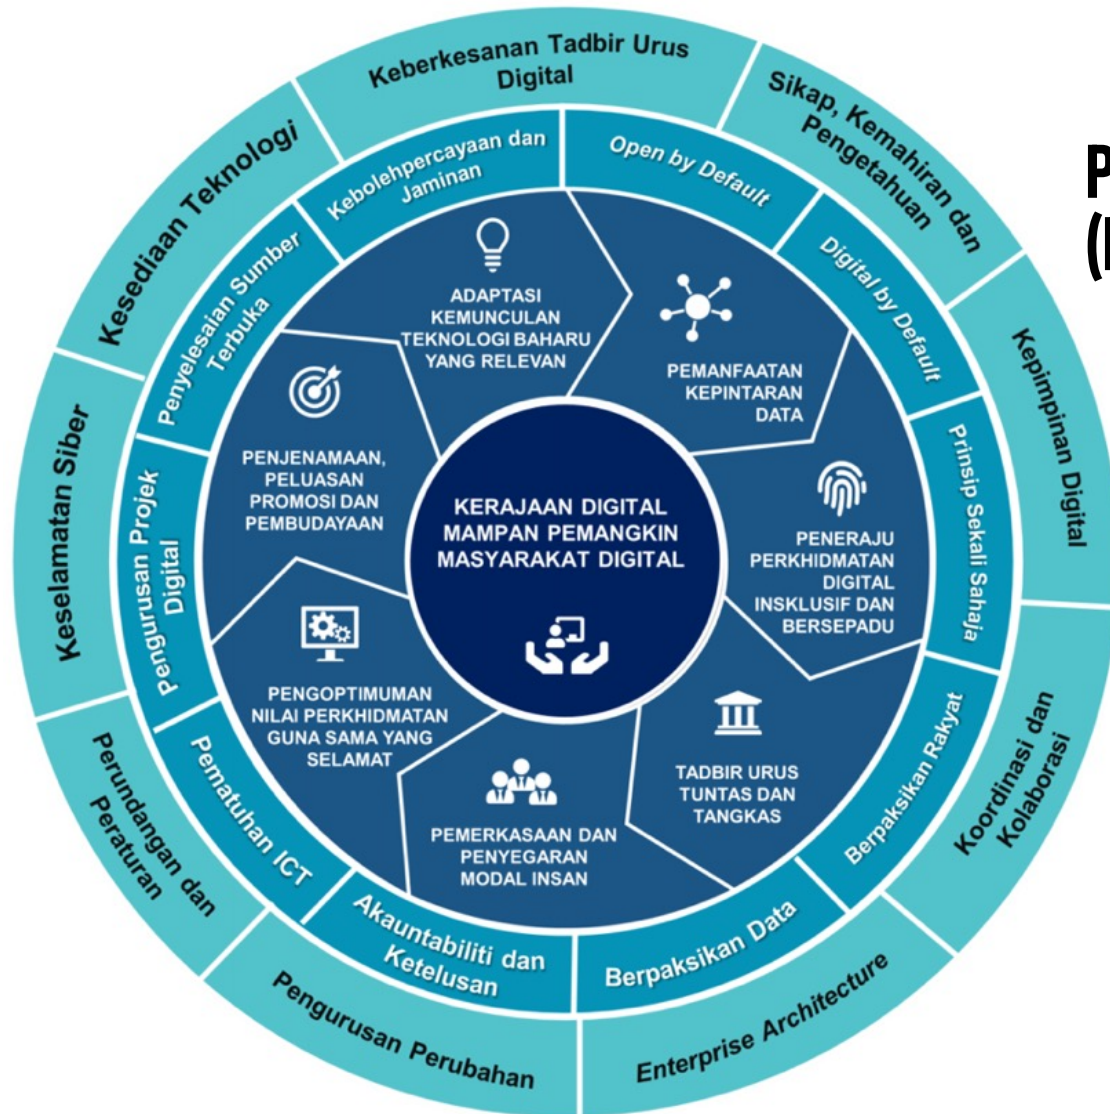 Keberkesanan Tadbir Urus
Digital
Sikap, Kemahiran dan
Pengetahuan
Kepimpinan Digital
Koordinasi dan
Kolaborasi
Enterprise Architecture
Pengurusan Perubahan
Perundangan dan
Peraturan
Keselamatan Siber
Kesediaan Teknologi
Kebolehpercayaan dan
Jaminan
Open by Default
Digital by Default
Prinsip Sekali Sahaja
Berpaksikan Rakyat
Berpaksikan Data
Akauntabiliti dan
Ketelusan
Pematuhan ICT
Pengurusan Projek
Digital
Penyelesaian Sumber
Terbuka
ADAPTASI
KEMUNCULAN
TEKNOLOGI BAHARU
YANG RELEVAN
PEMANFAATAN
KEPINTARAN
DATA
PENERAJU
PERKHIDMATAN
DIGITAL
INSKLUSIF DAN
BERSEPADU
TADBIR URUS
TUNTAS DAN
TANGKAS
PEMERKASAAN DAN
PENYEGARAN
MODAL INSAN
PENGOPTIMUMAN
NILAI PERKHIDMATAN
GUNA SAMA YANG
SELAMAT
PENJENAMAAN,
PELUASAN
PROMOSI DAN
PEMBUDAYAAN
KERAJAAN DIGITAL
MAMPAN PEMANGKIN
MASYARAKAT DIGITAL